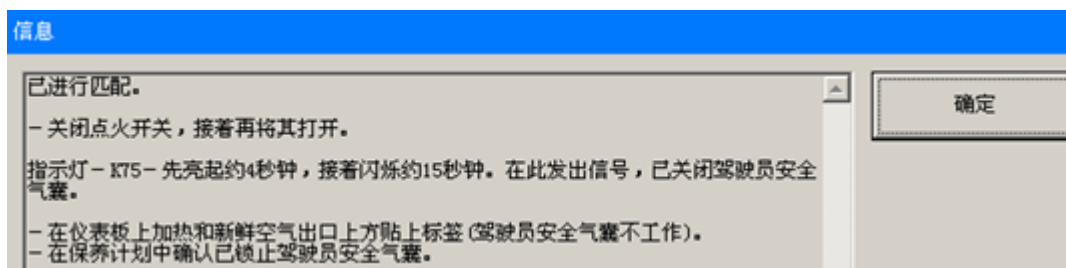 信息
已进行匹配。
- 关闭点火开关,接着再将其打开。
指示灯- K75- 先亮起约4秒钟,接着闪烁约15秒钟。在此发出信号,已关闭驾驶员安全
气囊。
- 在仪表板上加热和新鲜空气出口上方贴上标签(驾驶员安全气囊不工作)。
- 在保养计划中确认已锁止驾驶员安全气囊。
确定